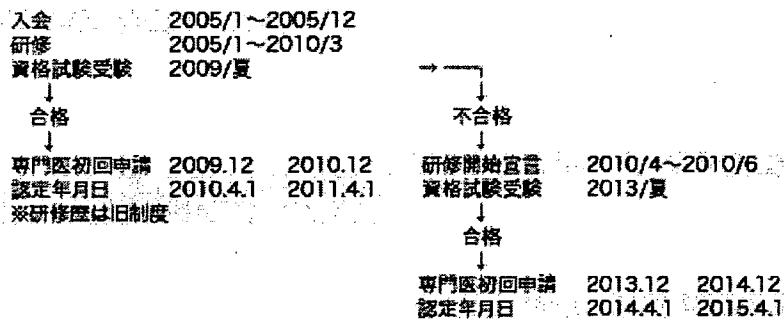 入会 2005/1～2005/12
研修 2005/1～2010/3
資格試験受験 2009/夏 →
↓
合格
↓
専門医初回申請 2009.12 2010.12
認定年月日 2010.4.1 2011.4.1
※研修歴は旧制度
↓
不合格
↓
研修開始宣言 2010/4～2010/6
資格試験受験 2013/夏
↓
合格
↓
専門医初回申請 2013.12 2014.12
認定年月日 2014.4.1 2015.4.1